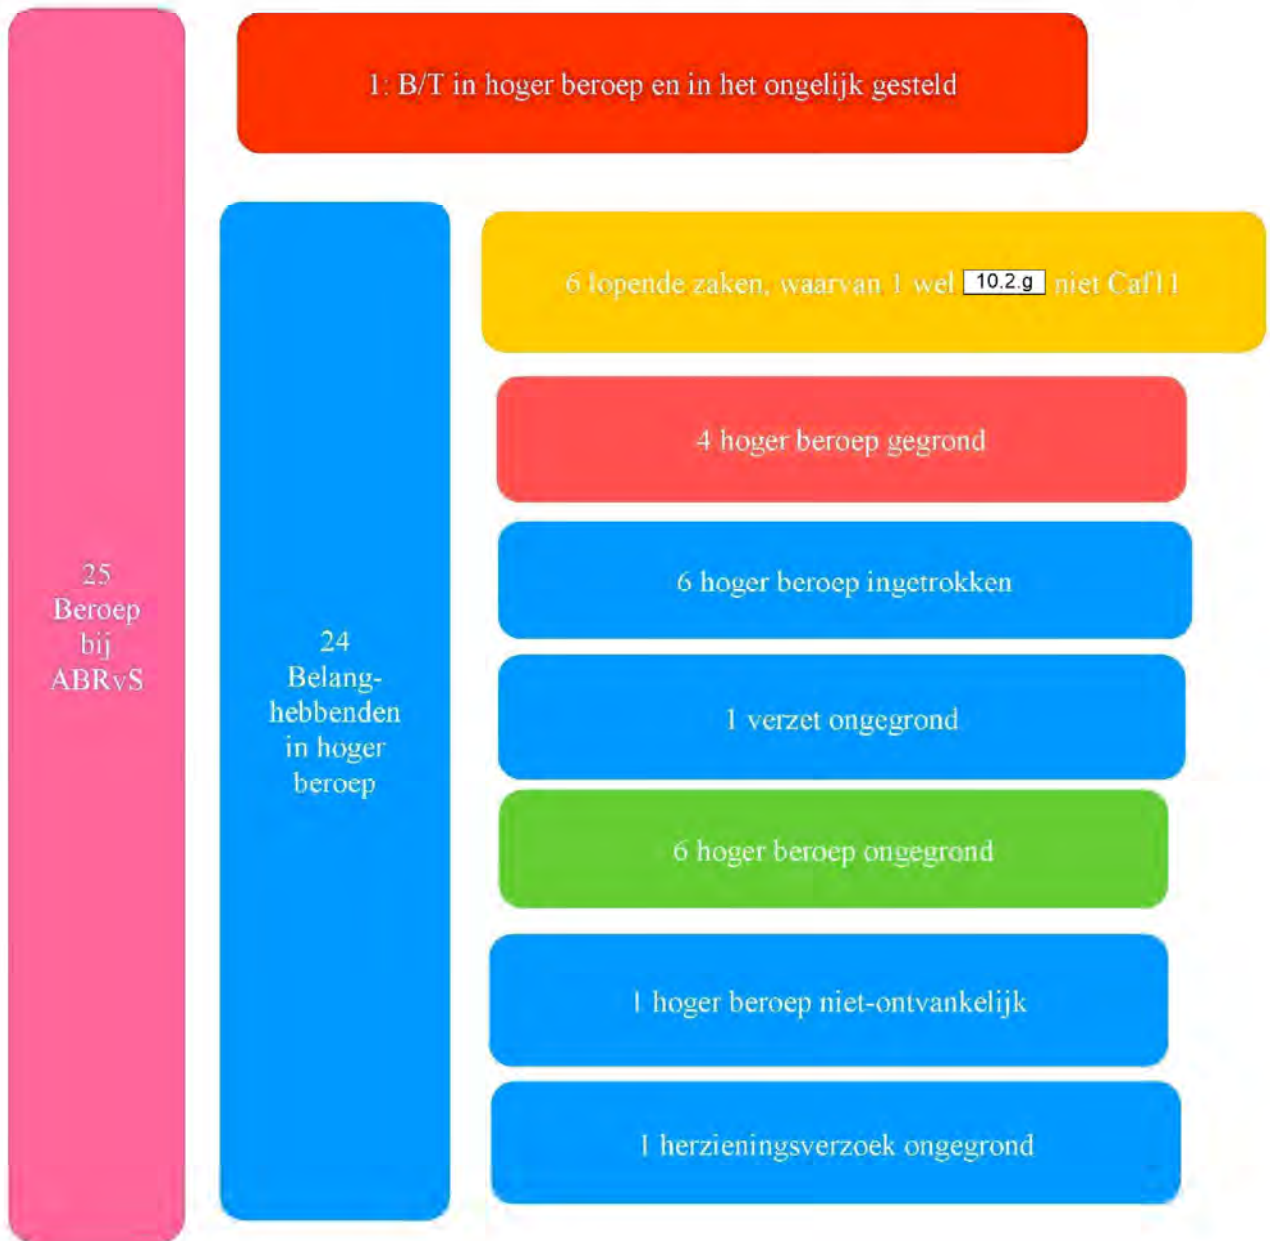 1: B/T in hoger beroep en in het ongelijk gesteld
6 lopende zaken, waarvan 1 wel 10.2.g niet Caf11
4 hoger beroep gegrond
6 hoger beroep ingetrokken
25
Beroep
bij
ABRvS
24
Belang-
hebbenden
in hoger
beroep
1 verzet ongegrond
6 hoger beroep ongegrond
1 hoger beroep niet-ontvankelijk
1 herzieningsverzoek ongegrond